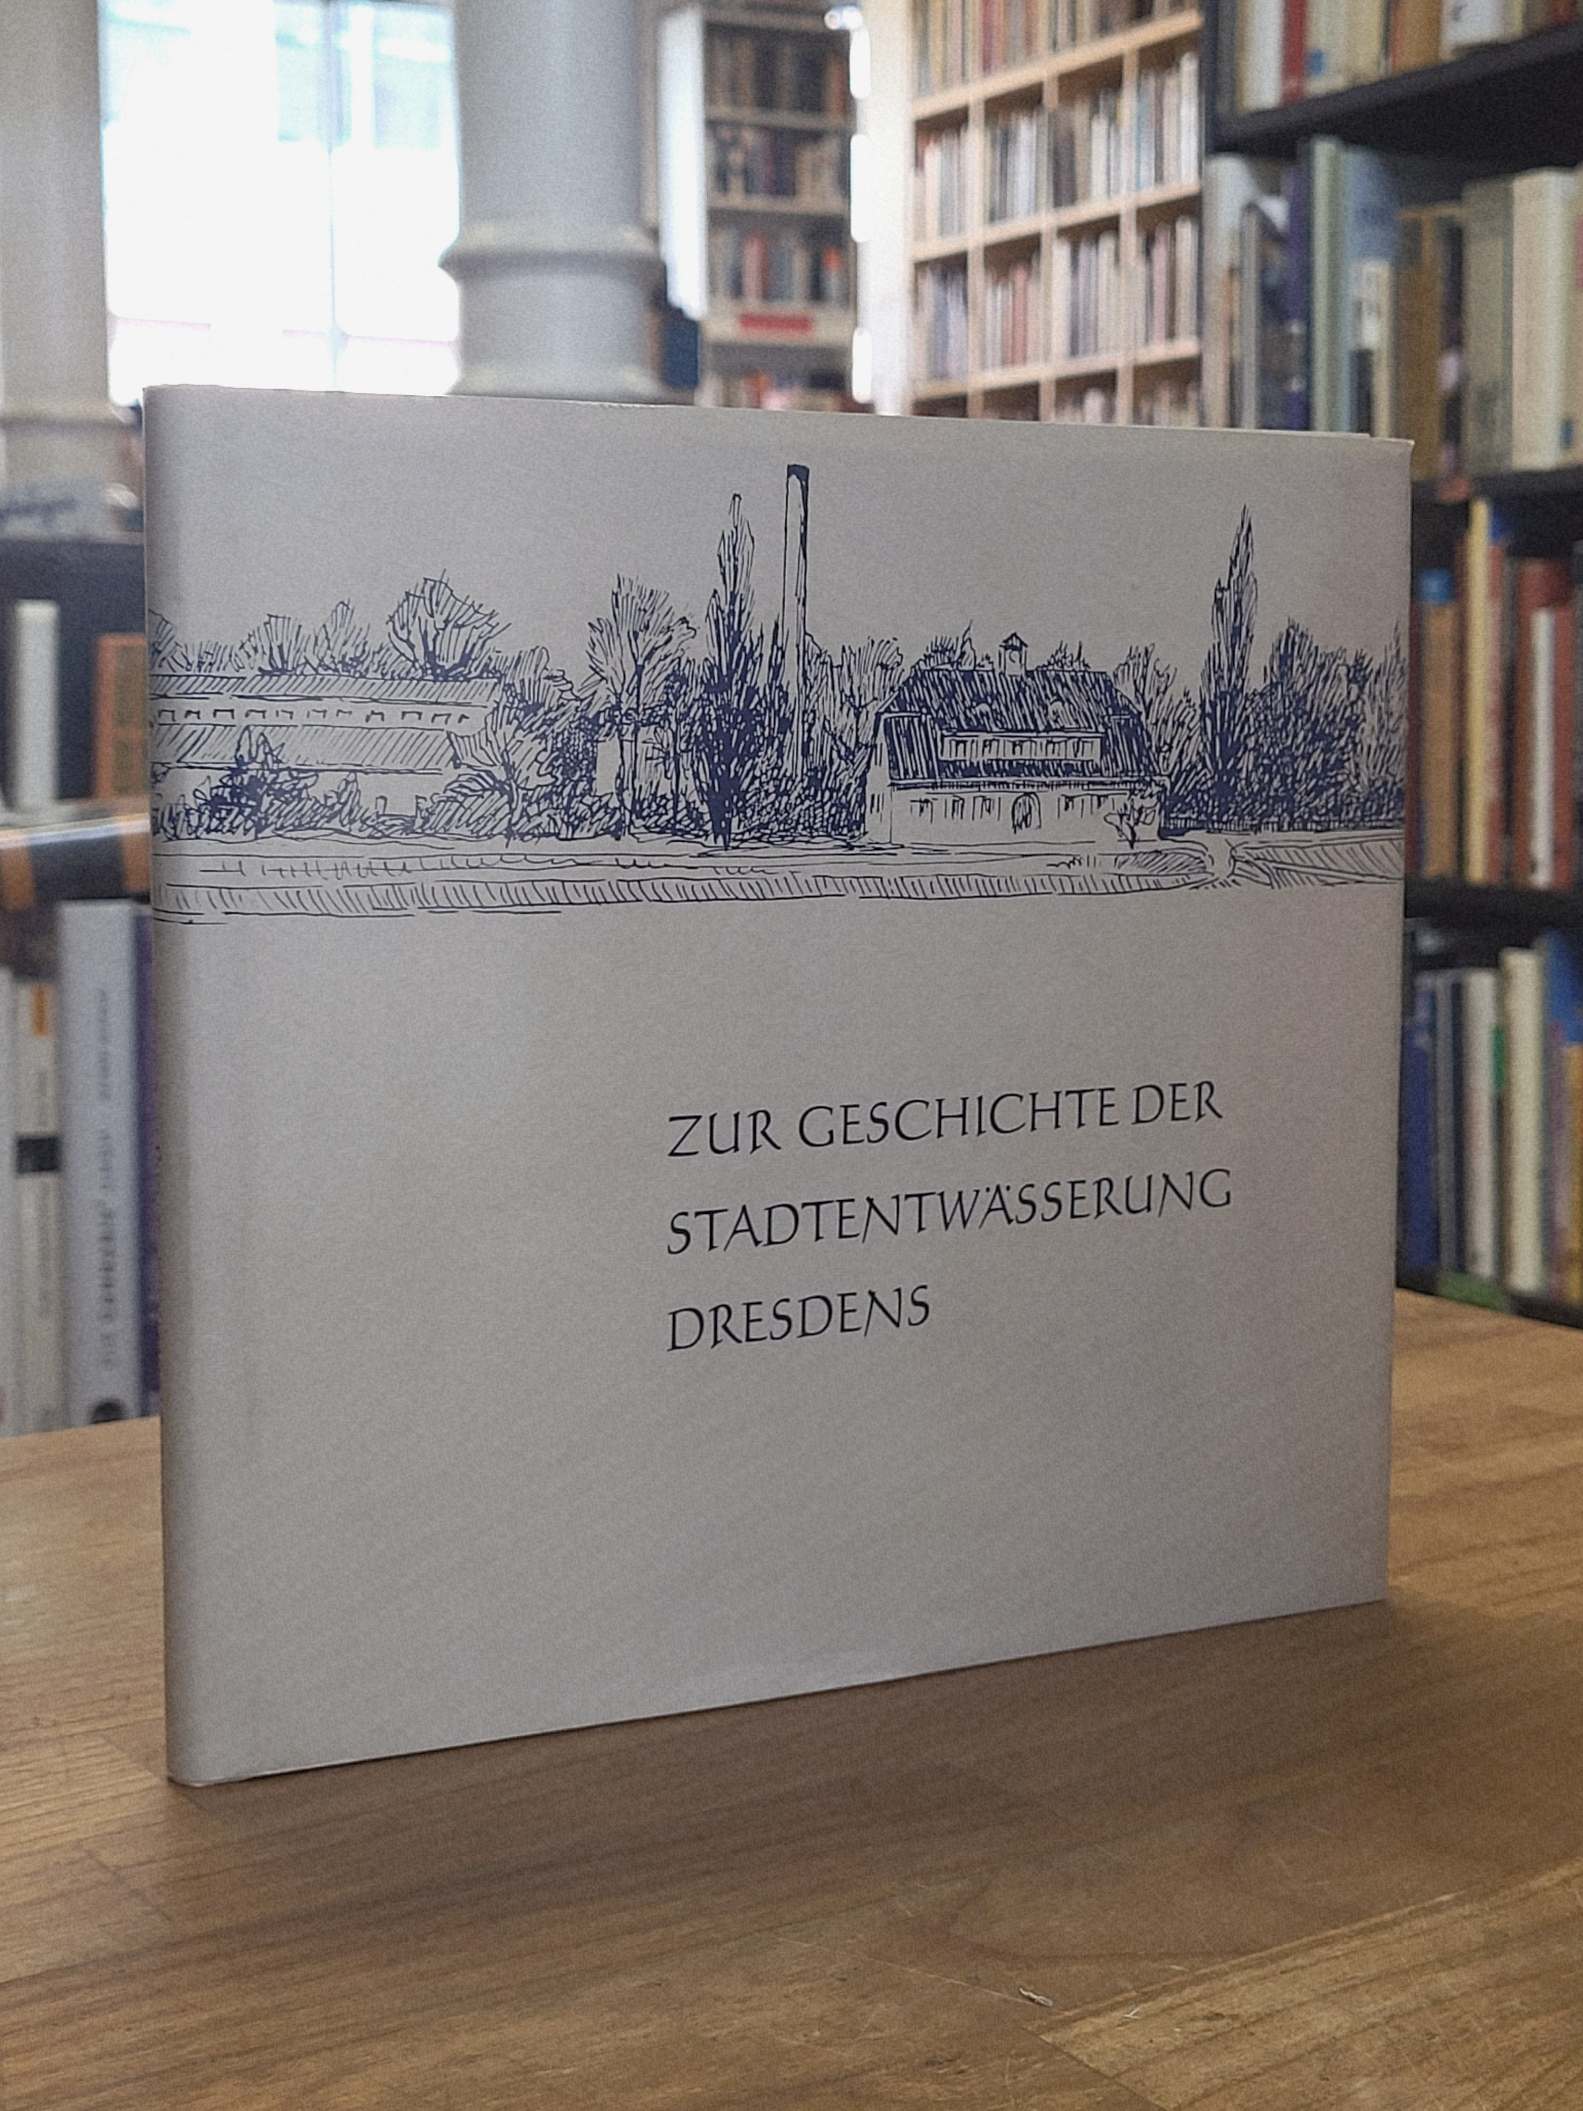 ZUR GESCHICHTE DER
STADTENTWÄSSERUNG
DRESDENS